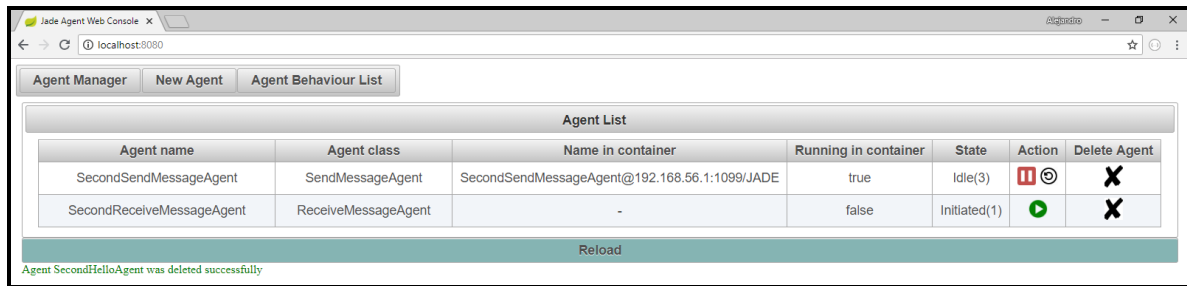 Jade Agent Web Console
Alejandro
localhost:8080
Agent Manager New Agent Agent Behaviour List
Agent List
Agent name Agent class Name in container Running in container State Action Delete Agent
SecondSendMessageAgent SendMessageAgent SecondSendMessageAgent@192.168.56.1:1099/JADE true Idle(3)
SecondReceiveMessageAgent ReceiveMessageAgent - false Initiated(1)
Reload
Agent SecondHelloAgent was deleted successfully